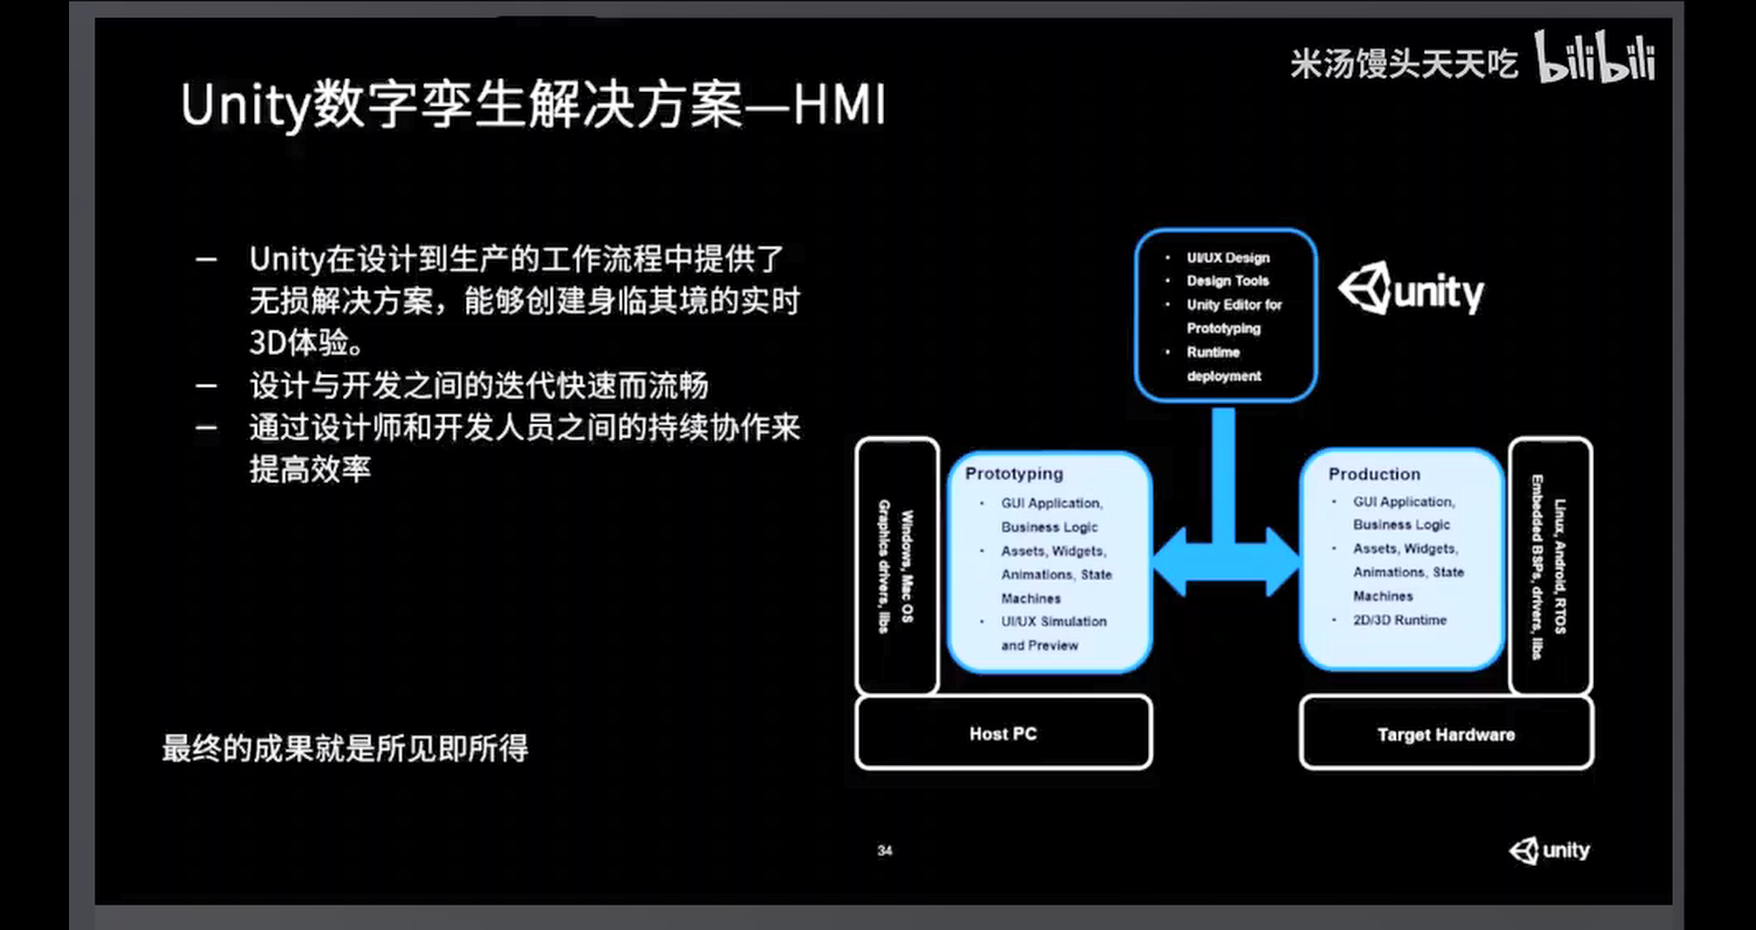 米汤馒头天天吃 bilibili
Unity数字孪生解决方案—HMI
— Unity在设计到生产的工作流程中提供了
无损解决方案，能够创建身临其境的实时
3D体验。
— 设计与开发之间的迭代快速而流畅
— 通过设计师和开发人员之间的持续协作来
提高效率
最终的成果就是所见即所得
• UI/UX Design
• Design Tools
• Unity Editor for
Prototyping
• Runtime
deployment
unity
Windows, Mac OS
Graphics drivers, libs
Prototyping
• GUI Application,
Business Logic
• Assets, Widgets,
Animations, State
Machines
• UI/UX Simulation
and Preview
Host PC
Production
• GUI Application,
Business Logic
• Assets, Widgets,
Animations, State
Machines
• 2D/3D Runtime
Linux, Android, RTOS
Embedded BSPs, drivers, libs
Target Hardware
34
unity